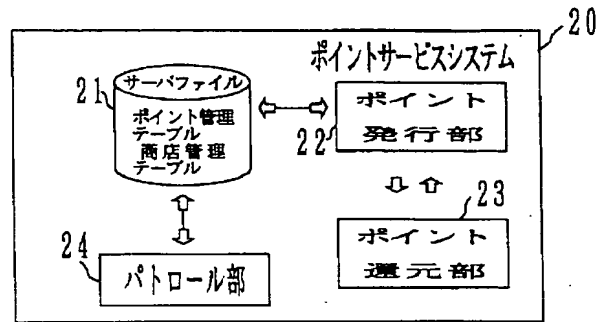 20
ポイントサービスシステム
21
サーバファイル
ポイント管理
テーブル
商店管理
テーブル
22
ポイント
発行部
23
ポイント
還元部
24
パトロール部